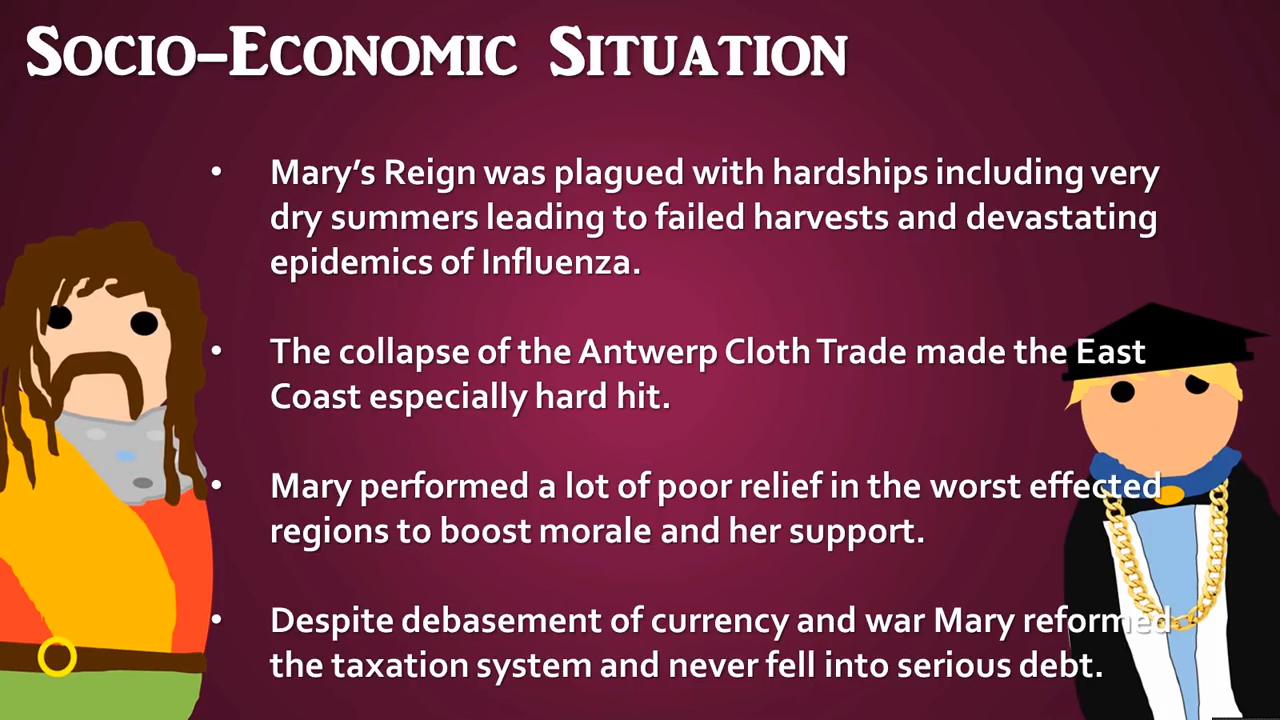 Socio-Economic Situation
• Mary's Reign was plagued with hardships including very
dry summers leading to failed harvests and devastating
epidemics of Influenza.
• The collapse of the Antwerp Cloth Trade made the East
Coast especially hard hit.
• Mary performed a lot of poor relief in the worst effected
regions to boost morale and her support.
• Despite debasement of currency and war Mary reformed
the taxation system and never fell into serious debt.